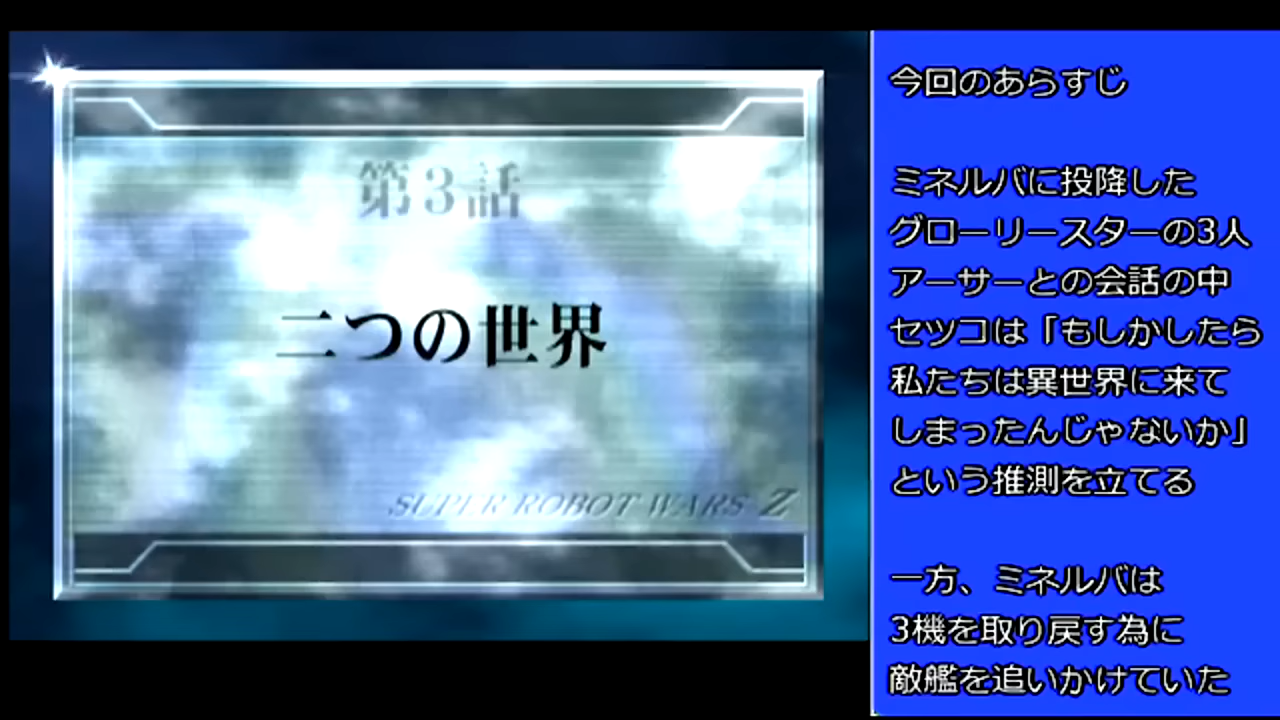 第3話
二つの世界
SUPER ROBOT WARS Z
今回のあらすじ
ミネルバに投降した
グローリースターの3人
アーサーとの会話の中
セツコは「もしかしたら
私たちは異世界に来て
しまったんじゃないか」
という推測を立てる
一方、ミネルバは
3機を取り戻す為に
敵艦を追いかけていた